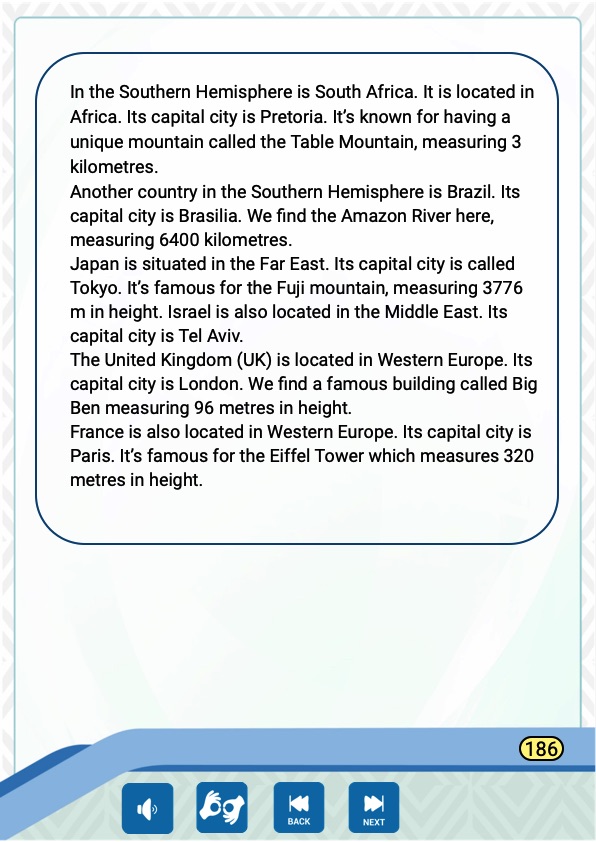 In the Southern Hemisphere is South Africa. It is located in
Africa. Its capital city is Pretoria. It’s known for having a
unique mountain called the Table Mountain, measuring 3
kilometres.
Another country in the Southern Hemisphere is Brazil. Its
capital city is Brasilia. We find the Amazon River here,
measuring 6400 kilometres.
Japan is situated in the Far East. Its capital city is called
Tokyo. It’s famous for the Fuji mountain, measuring 3776
m in height. Israel is also located in the Middle East. Its
capital city is Tel Aviv.
The United Kingdom (UK) is located in Western Europe. Its
capital city is London. We find a famous building called Big
Ben measuring 96 metres in height.
France is also located in Western Europe. Its capital city is
Paris. It’s famous for the Eiffel Tower which measures 320
metres in height.
186
BACK
NEXT